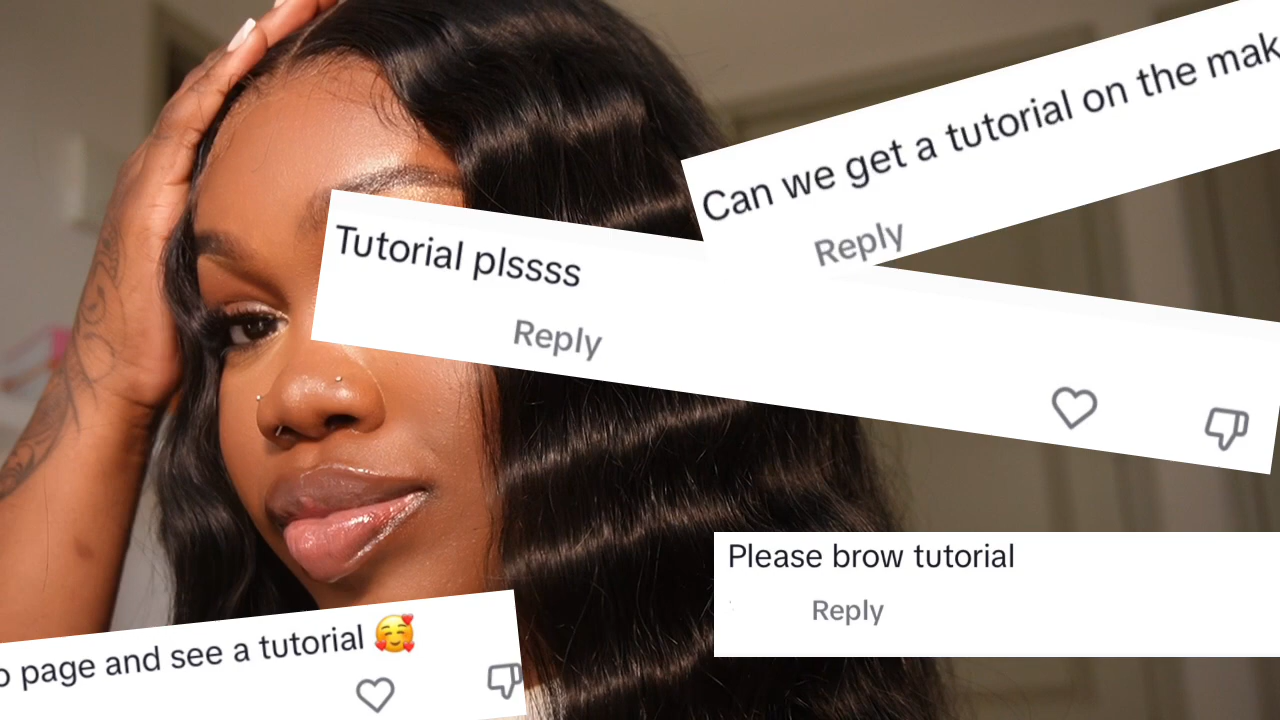 Can we get a tutorial on the mak
Reply
Tutorial plssss
Reply
Please brow tutorial
Reply
o page and see a tutorial 🥰